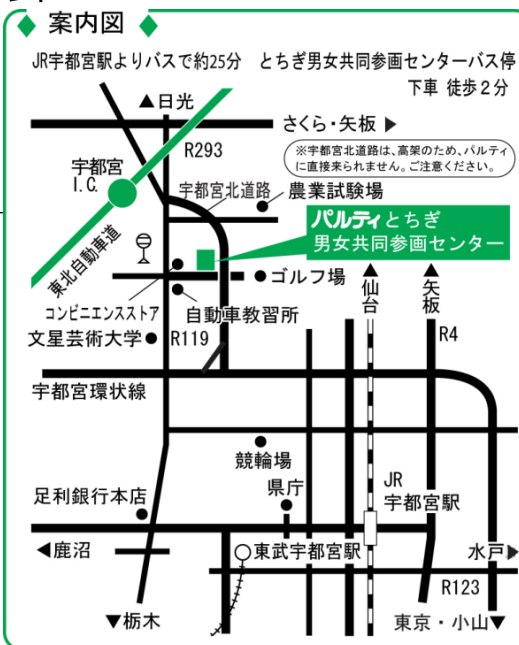 ◆ 案内図 ◆
JR宇都宮駅よりバスで約25分 とちぎ男女共同参画センターバス停
下車 徒歩2分
▲日光
さくら・矢板▶
R293
※宇都宮北道路は、高架のため、パルティ
に直接来られません。ご注意ください。
宇都宮
I.C.
宇都宮北道路
農業試験場
パルティとちぎ
男女共同参画センター
東北自動車道
ゴルフ場
▲仙台
▲矢板
コンビニエンスストア
自動車教習所
文星芸術大学
R119
R4
宇都宮環状線
競輪場
県庁
JR
宇都宮駅
足利銀行本店
◀鹿沼
東武宇都宮駅
水戸▶
R123
▼栃木
東京・小山▼